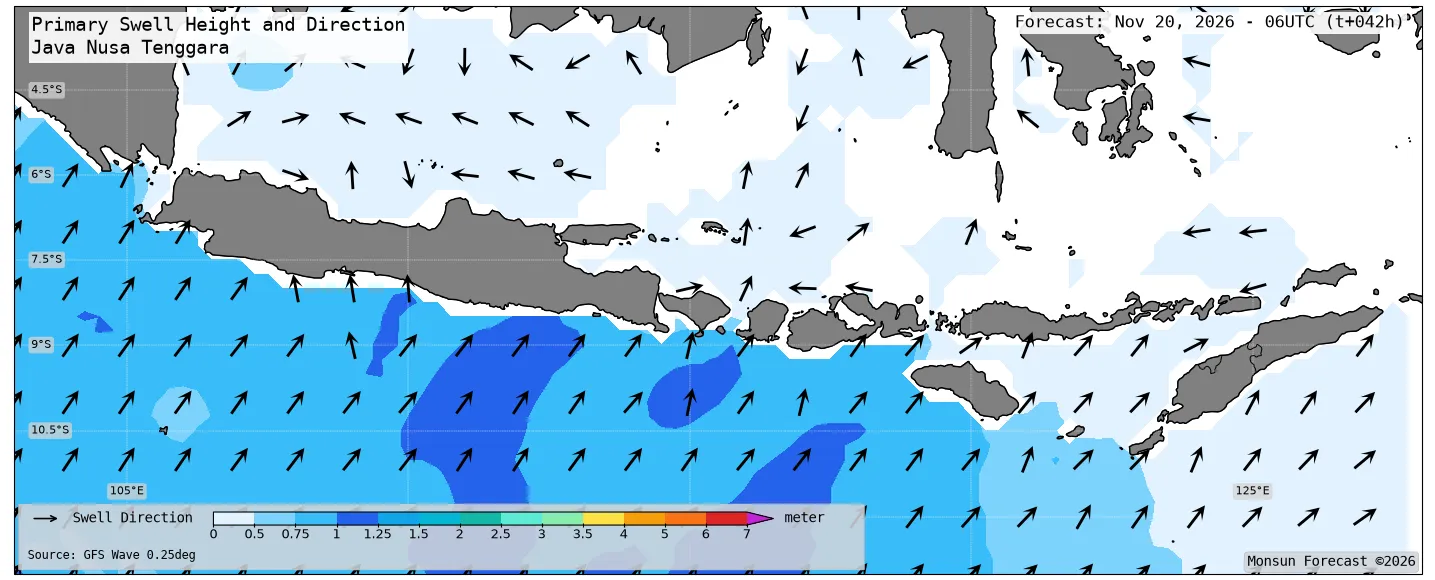 Primary Swell Height and Direction
Java Nusa Tenggara
Forecast: Nov 20, 2026 - 06UTC (t+042h)
4.5°S
6°S
7.5°S
9°S
10.5°S
105°E
125°E
Swell Direction
0 0.5 0.75 1 1.25 1.5 2 2.5 3 3.5 4 5 6 7
meter
Source: GFS Wave 0.25deg
Monsun Forecast ©2026